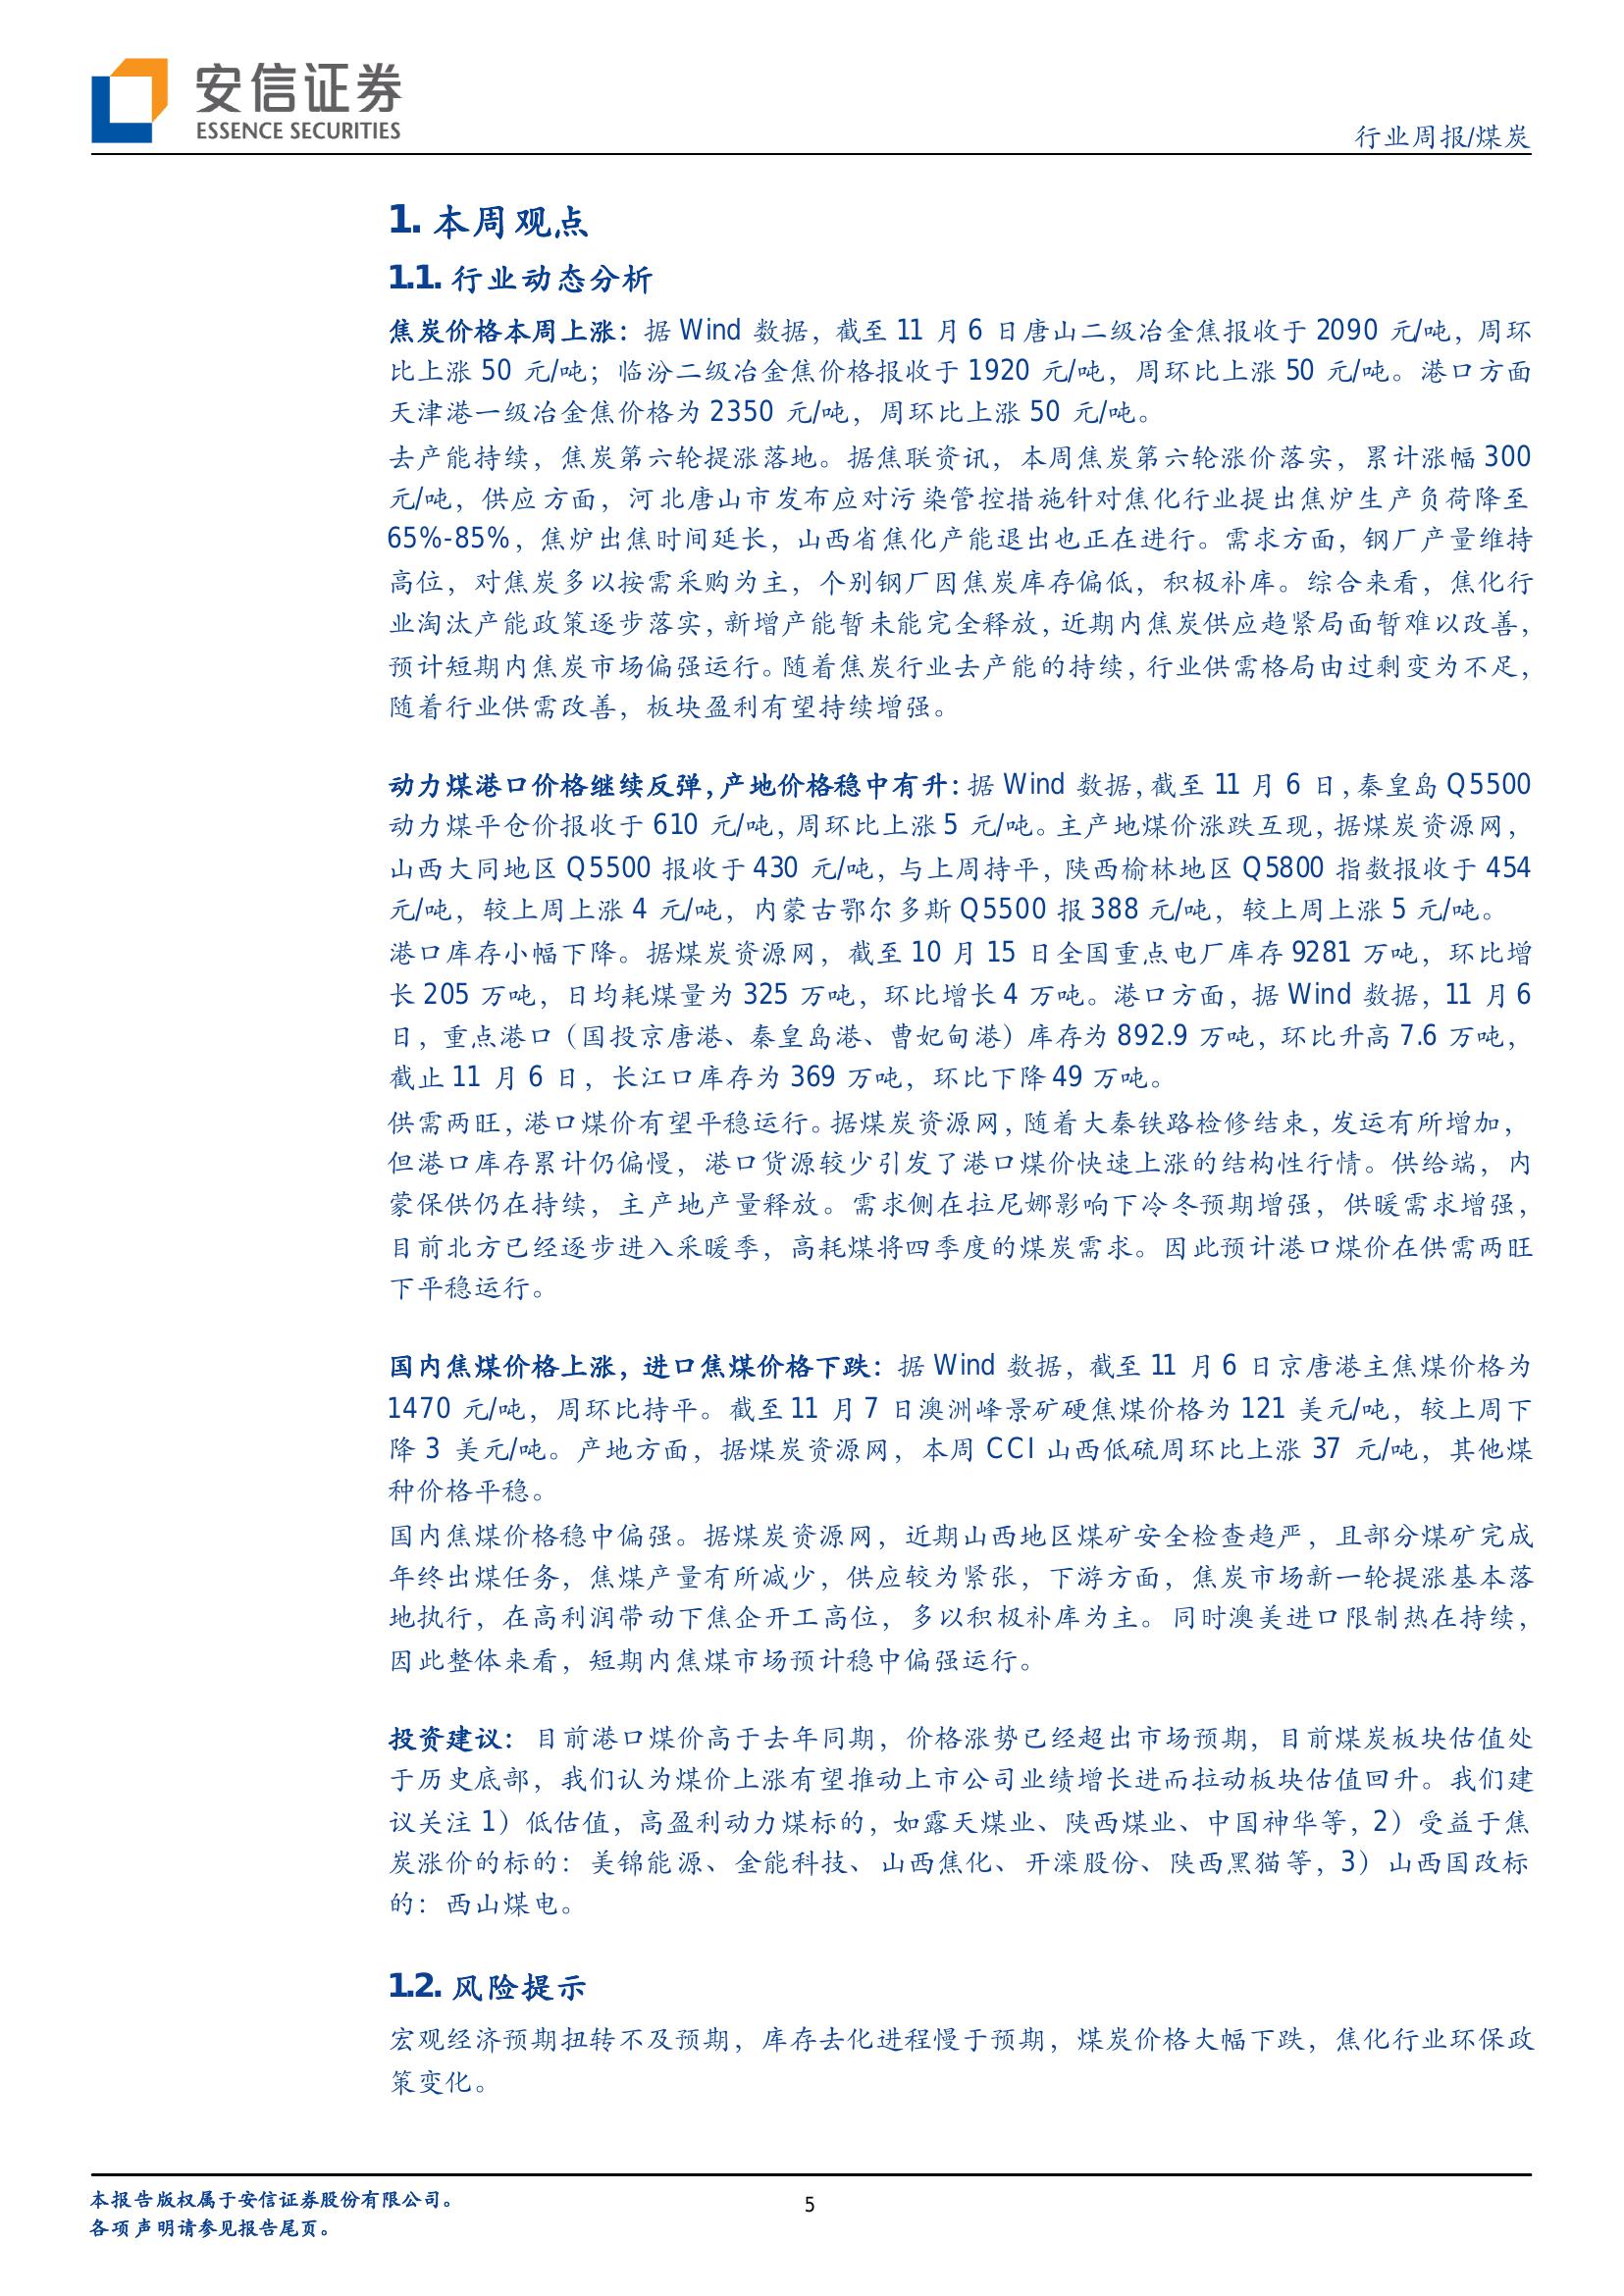 安信证券
ESSENCE SECURITIES
行业周报/煤炭
1. 本周观点
1.1. 行业动态分析
焦炭价格本周上涨：据 Wind 数据，截至 11 月 6 日唐山二级冶金焦报收于 2090 元/吨，周环
比上涨 50 元/吨；临汾二级冶金焦价格报收于 1920 元/吨，周环比上涨 50 元/吨。港口方面
天津港一级冶金焦价格为 2350 元/吨，周环比上涨 50 元/吨。
去产能持续，焦炭第六轮提涨落地。据焦联资讯，本周焦炭第六轮涨价落实，累计涨幅 300
元/吨，供应方面，河北唐山市发布应对污染管控措施针对焦化行业提出焦炉生产负荷降至
65%-85%，焦炉出焦时间延长，山西省焦化产能退出也正在进行。需求方面，钢厂产量维持
高位，对焦炭多以按需采购为主，个别钢厂因焦炭库存偏低，积极补库。综合来看，焦化行
业淘汰产能政策逐步落实，新增产能暂未能完全释放，近期内焦炭供应趋紧局面暂难以改善，
预计短期内焦炭市场偏强运行。随着焦炭行业去产能的持续，行业供需格局由过剩变为不足，
随着行业供需改善，板块盈利有望持续增强。
动力煤港口价格继续反弹，产地价格稳中有升：据 Wind 数据，截至 11 月 6 日，秦皇岛 Q5500
动力煤平仓价报收于 610 元/吨，周环比上涨 5 元/吨。主产地煤价涨跌互现，据煤炭资源网，
山西大同地区 Q5500 报收于 430 元/吨，与上周持平，陕西榆林地区 Q5800 指数报收于 454
元/吨，较上周上涨 4 元/吨，内蒙古鄂尔多斯 Q5500 报 388 元/吨，较上周上涨 5 元/吨。
港口库存小幅下降。据煤炭资源网，截至 10 月 15 日全国重点电厂库存 9281 万吨，环比增
长 205 万吨，日均耗煤量为 325 万吨，环比增长 4 万吨。港口方面，据 Wind 数据，11 月 6
日，重点港口（国投京唐港、秦皇岛港、曹妃甸港）库存为 892.9 万吨，环比升高 7.6 万吨，
截止 11 月 6 日，长江口库存为 369 万吨，环比下降 49 万吨。
供需两旺，港口煤价有望平稳运行。据煤炭资源网，随着大秦铁路检修结束，发运有所增加，
但港口库存累计仍偏慢，港口货源较少引发了港口煤价快速上涨的结构性行情。供给端，内
蒙保供仍在持续，主产地产量释放。需求侧在拉尼娜影响下冷冬预期增强，供暖需求增强，
目前北方已经逐步进入采暖季，高耗煤将四季度的煤炭需求。因此预计港口煤价在供需两旺
下平稳运行。
国内焦煤价格上涨，进口焦煤价格下跌：据 Wind 数据，截至 11 月 6 日京唐港主焦煤价格为
1470 元/吨，周环比持平。截至 11 月 7 日澳洲峰景矿硬焦煤价格为 121 美元/吨，较上周下
降 3 美元/吨。产地方面，据煤炭资源网，本周 CCI 山西低硫周环比上涨 37 元/吨，其他煤
种价格平稳。
国内焦煤价格稳中偏强。据煤炭资源网，近期山西地区煤矿安全检查趋严，且部分煤矿完成
年终出煤任务，焦煤产量有所减少，供应较为紧张，下游方面，焦炭市场新一轮提涨基本落
地执行，在高利润带动下焦企开工高位，多以积极补库为主。同时澳美进口限制热在持续，
因此整体来看，短期内焦煤市场预计稳中偏强运行。
投资建议：目前港口煤价高于去年同期，价格涨势已经超出市场预期，目前煤炭板块估值处
于历史底部，我们认为煤价上涨有望推动上市公司业绩增长进而拉动板块估值回升。我们建
议关注 1）低估值，高盈利动力煤标的，如露天煤业、陕西煤业、中国神华等，2）受益于焦
炭涨价的标的：美锦能源、金能科技、山西焦化、开滦股份、陕西黑猫等，3）山西国改标
的：西山煤电。
1.2. 风险提示
宏观经济预期扭转不及预期，库存去化进程慢于预期，煤炭价格大幅下跌，焦化行业环保政
策变化。
本报告版权属于安信证券股份有限公司。
各项声明请参见报告尾页。
5